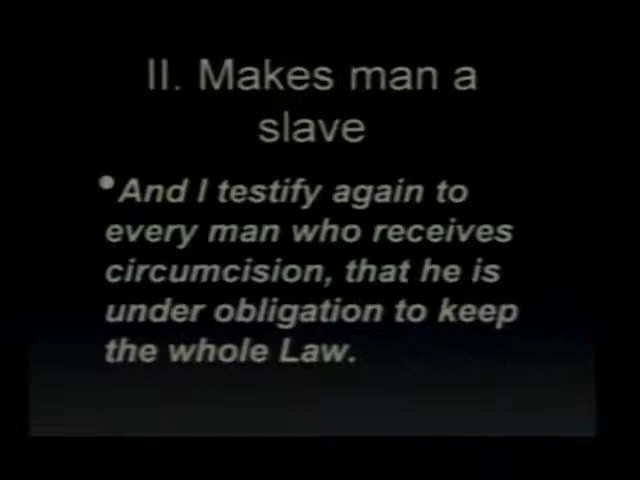 II. Makes man a
slave
•And I testify again to
every man who receives
circumcision, that he is
under obligation to keep
the whole Law.